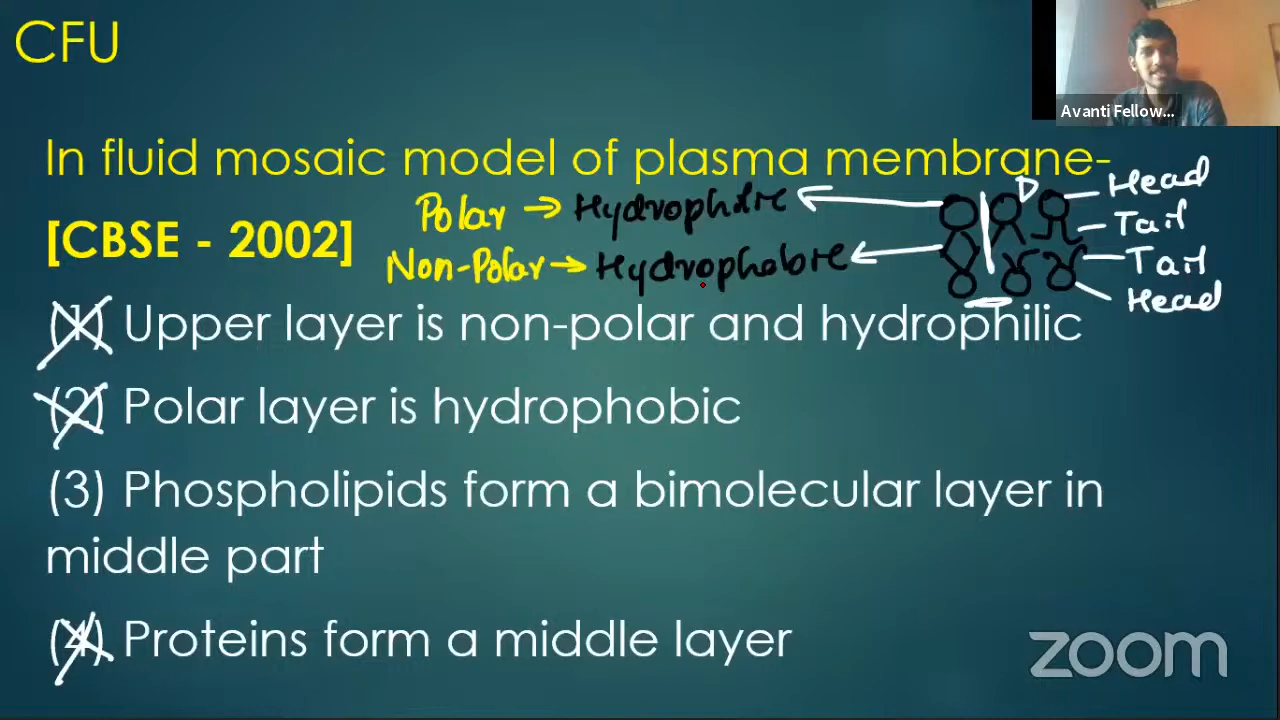 CFU
Avanti Fellow...
In fluid mosaic model of plasma membrane-
Head
Polar → Hydrophilic
Tail
[CBSE - 2002]
Non-Polar → Hydrophobic
Tail
Head
(1) Upper layer is non-polar and hydrophilic
(2) Polar layer is hydrophobic
(3) Phospholipids form a bimolecular layer in
middle part
(4) Proteins form a middle layer
zoom